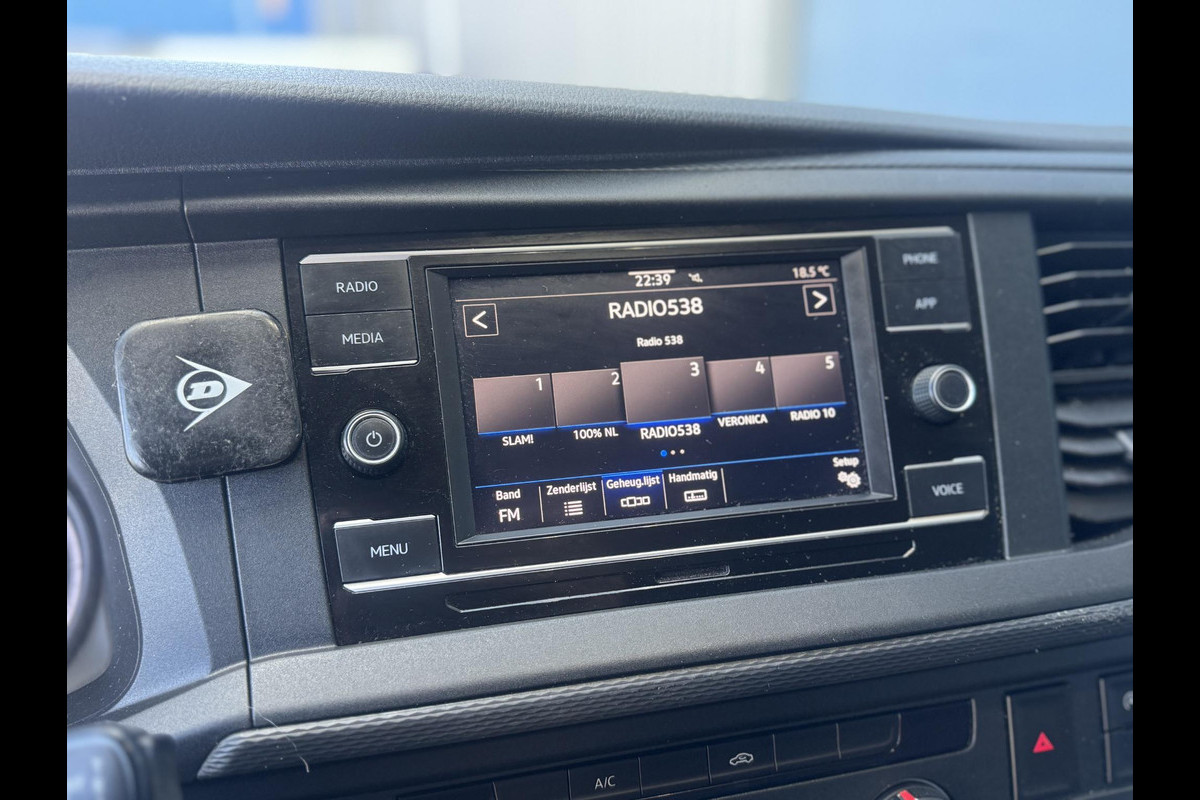 RADIO
MEDIA
MENU
PHONE
APP
VOICE
22:39
18.5 °C
RADIO538
Radio 538
1 2 3 4 5
SLAM! 100% NL RADIO538 VERONICA RADIO 10
Band Zenderlijst Geheug.lijst Handmatig Setup
FM
D
A/C